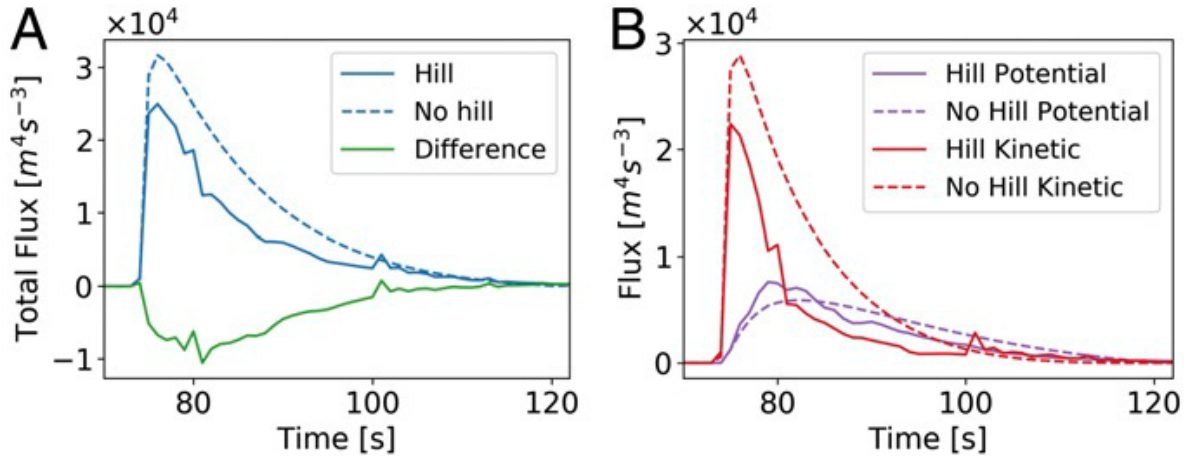 A
×10⁴
Total Flux [m⁴s⁻³]
3
2
1
0
−1
Hill
No hill
Difference
80
100
120
Time [s]
B
×10⁴
Flux [m⁴s⁻³]
3
2
1
0
Hill Potential
No Hill Potential
Hill Kinetic
No Hill Kinetic
80
100
120
Time [s]